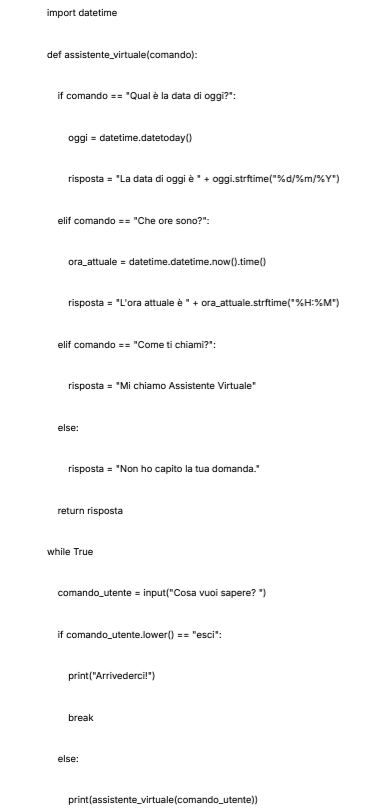 import datetime
def assistente_virtuale(comando):
if comando == "Qual è la data di oggi?":
oggi = datetime.datetoday()
risposta = "La data di oggi è " + oggi.strftime("%d/%m/%Y")
elif comando == "Che ore sono?":
ora_attuale = datetime.datetime.now().time()
risposta = "L'ora attuale è " + ora_attuale.strftime("%H:%M")
elif comando == "Come ti chiami?":
risposta = "Mi chiamo Assistente Virtuale"
else:
risposta = "Non ho capito la tua domanda."
return risposta
while True
comando_utente = input("Cosa vuoi sapere? ")
if comando_utente.lower() == "esci":
print("Arrivederci!")
break
else:
print(assistente_virtuale(comando_utente))